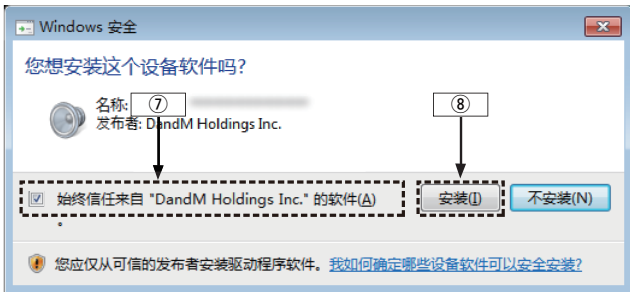 Windows 安全
您想安装这个设备软件吗?
名称:
⑦
⑧
发布者: DandM Holdings Inc.
始终信任来自 "DandM Holdings Inc." 的软件(A)
。
安装(I)
不安装(N)
您应仅从可信的发布者安装驱动程序软件。我如何确定哪些设备软件可以安全安装?